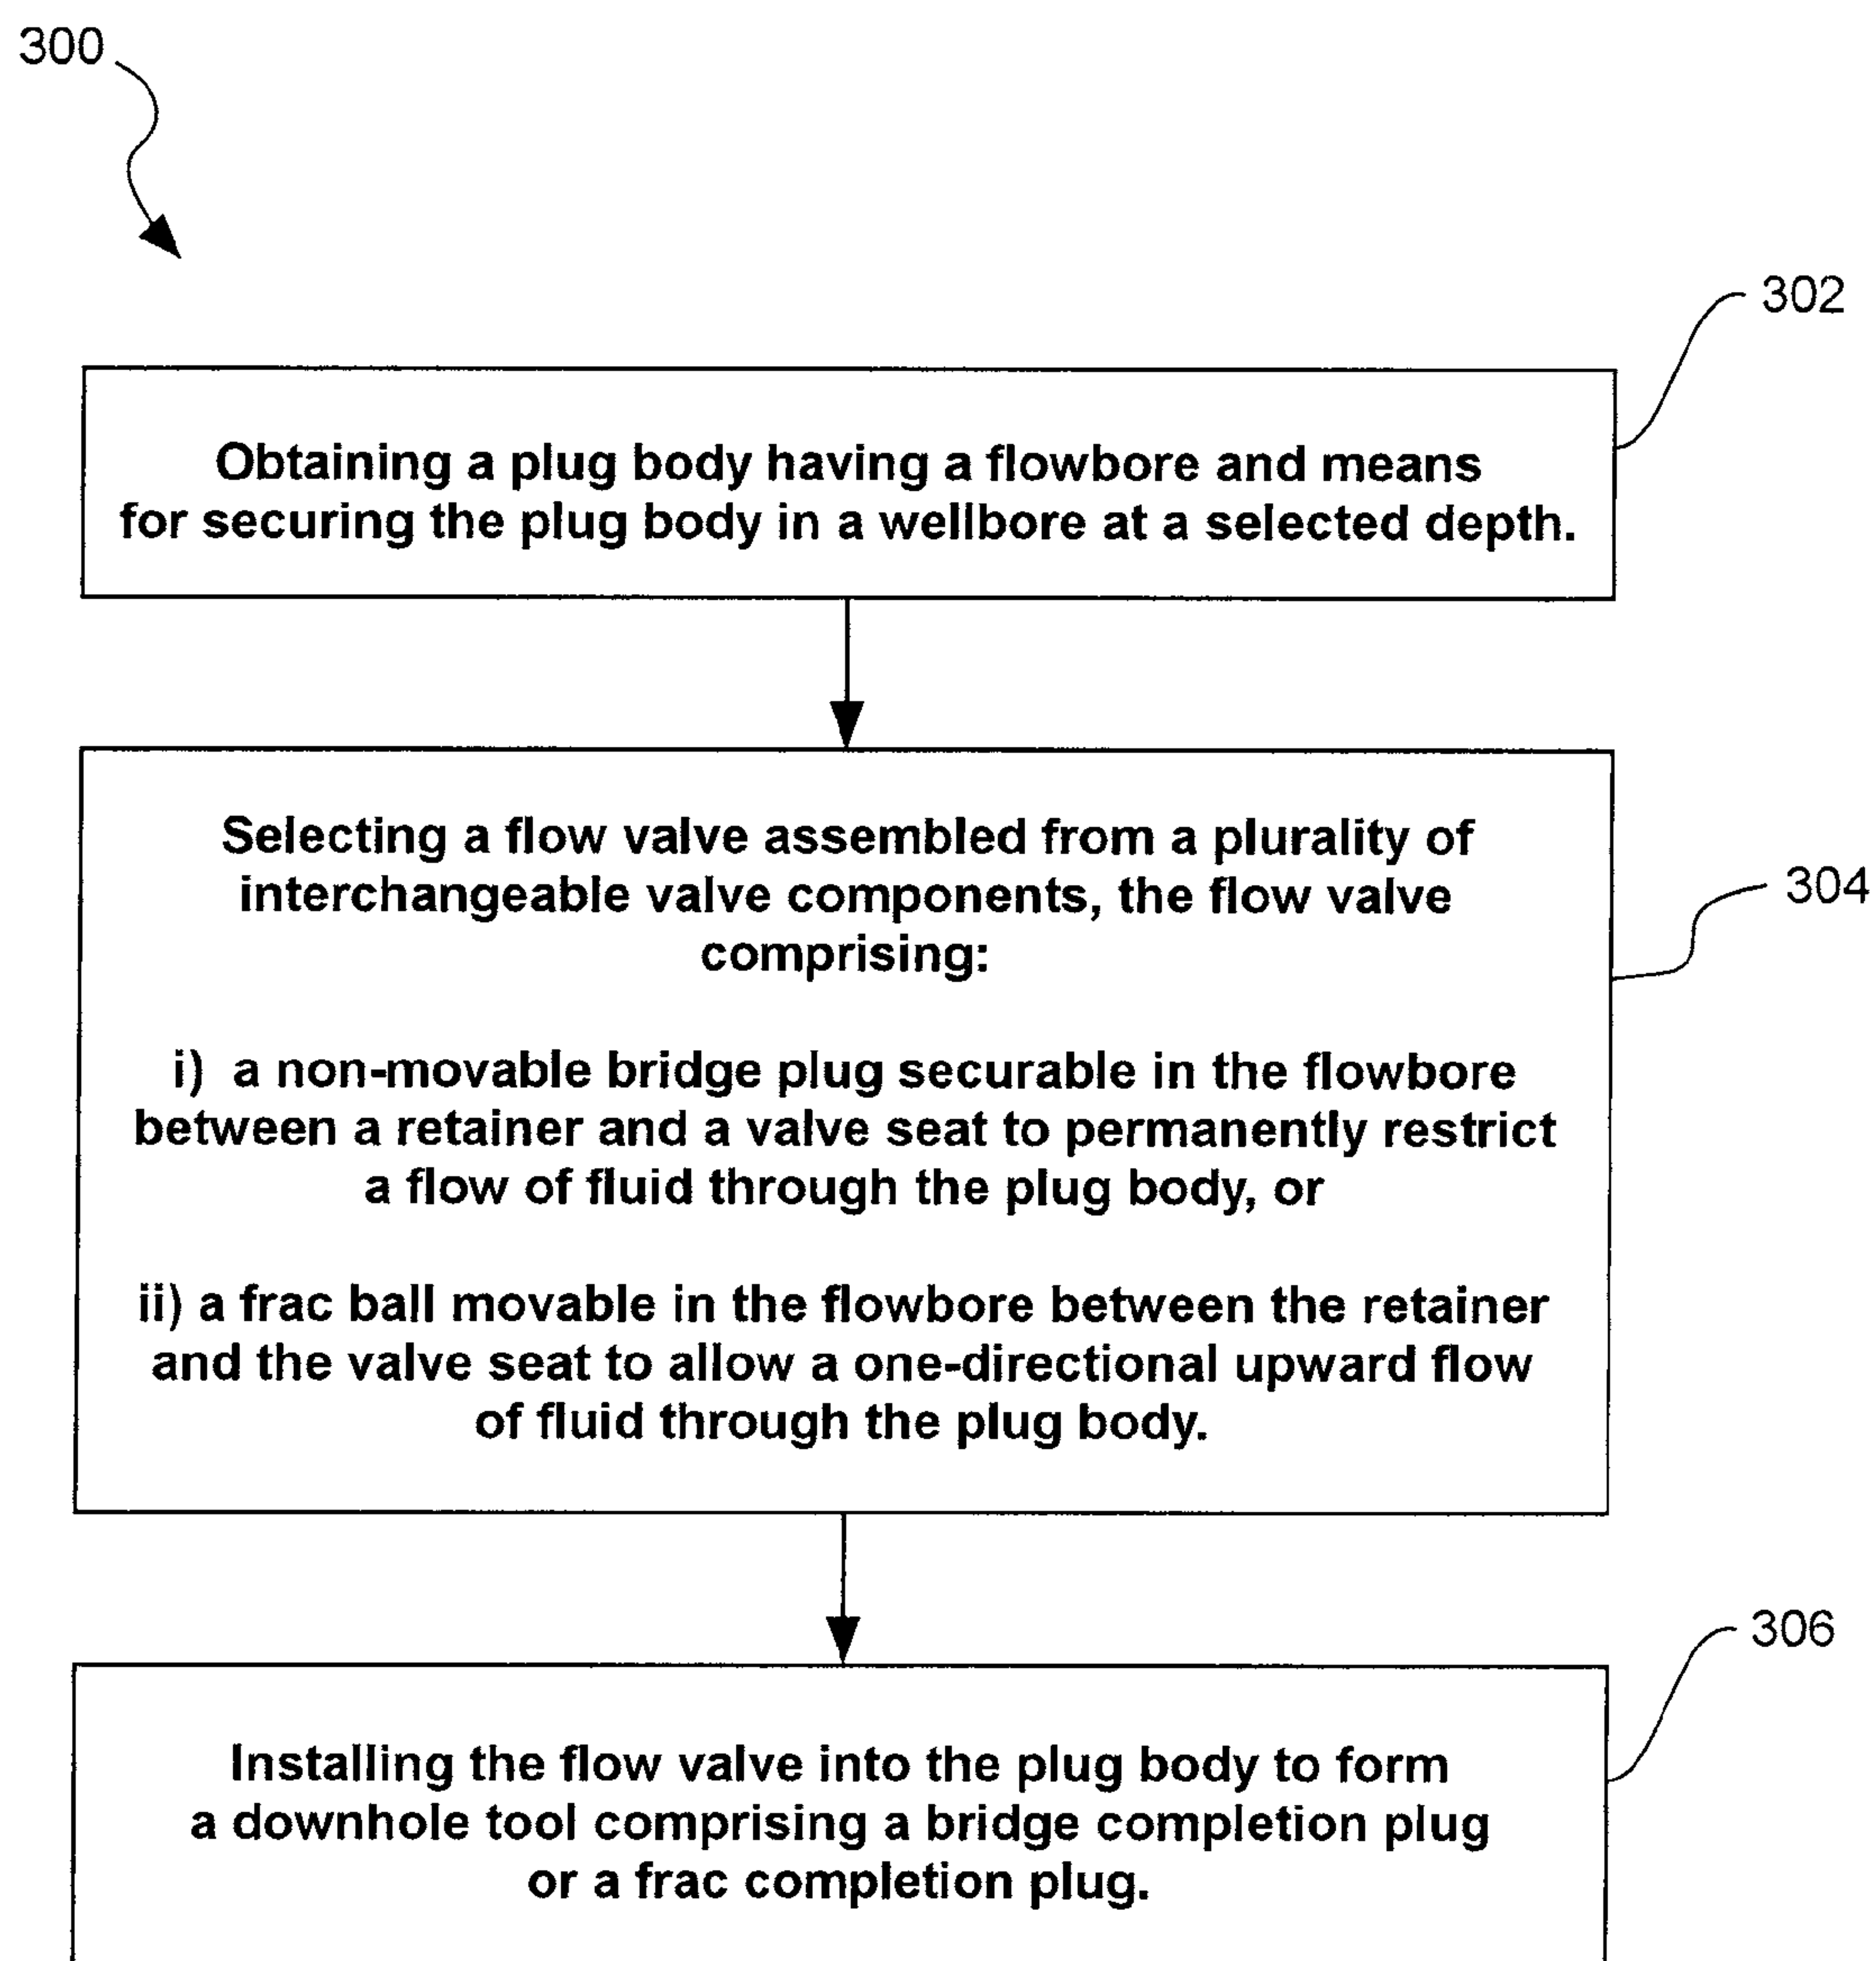 300
302
Obtaining a plug body having a flowbore and means
for securing the plug body in a wellbore at a selected depth.
Selecting a flow valve assembled from a plurality of
interchangeable valve components, the flow valve
comprising:
304
i) a non-movable bridge plug securable in the flowbore
between a retainer and a valve seat to permanently restrict
a flow of fluid through the plug body, or
ii) a frac ball movable in the flowbore between the retainer
and the valve seat to allow a one-directional upward flow
of fluid through the plug body.
306
Installing the flow valve into the plug body to form
a downhole tool comprising a bridge completion plug
or a frac completion plug.